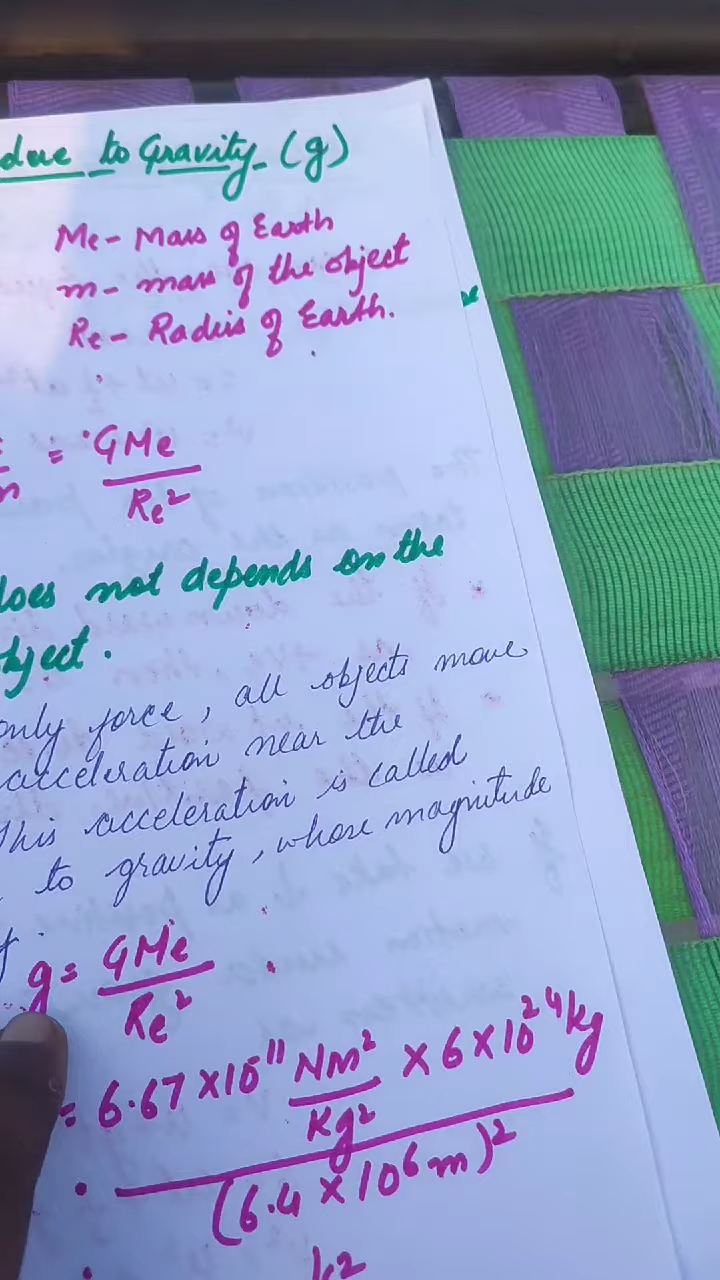 due to Gravity (g)
Me - Mass of Earth
m - mass of the object
Re - Radius of Earth.
= GMe
Re²
does not depends on the
object.
only force, all objects move
acceleration near the
This acceleration is called
to gravity, whose magnitude
g = GMe
Re²
= 6.67 × 10¹¹ Nm² × 6 × 10²⁴ kg
Kg²
(6.4 × 10⁶ m)²